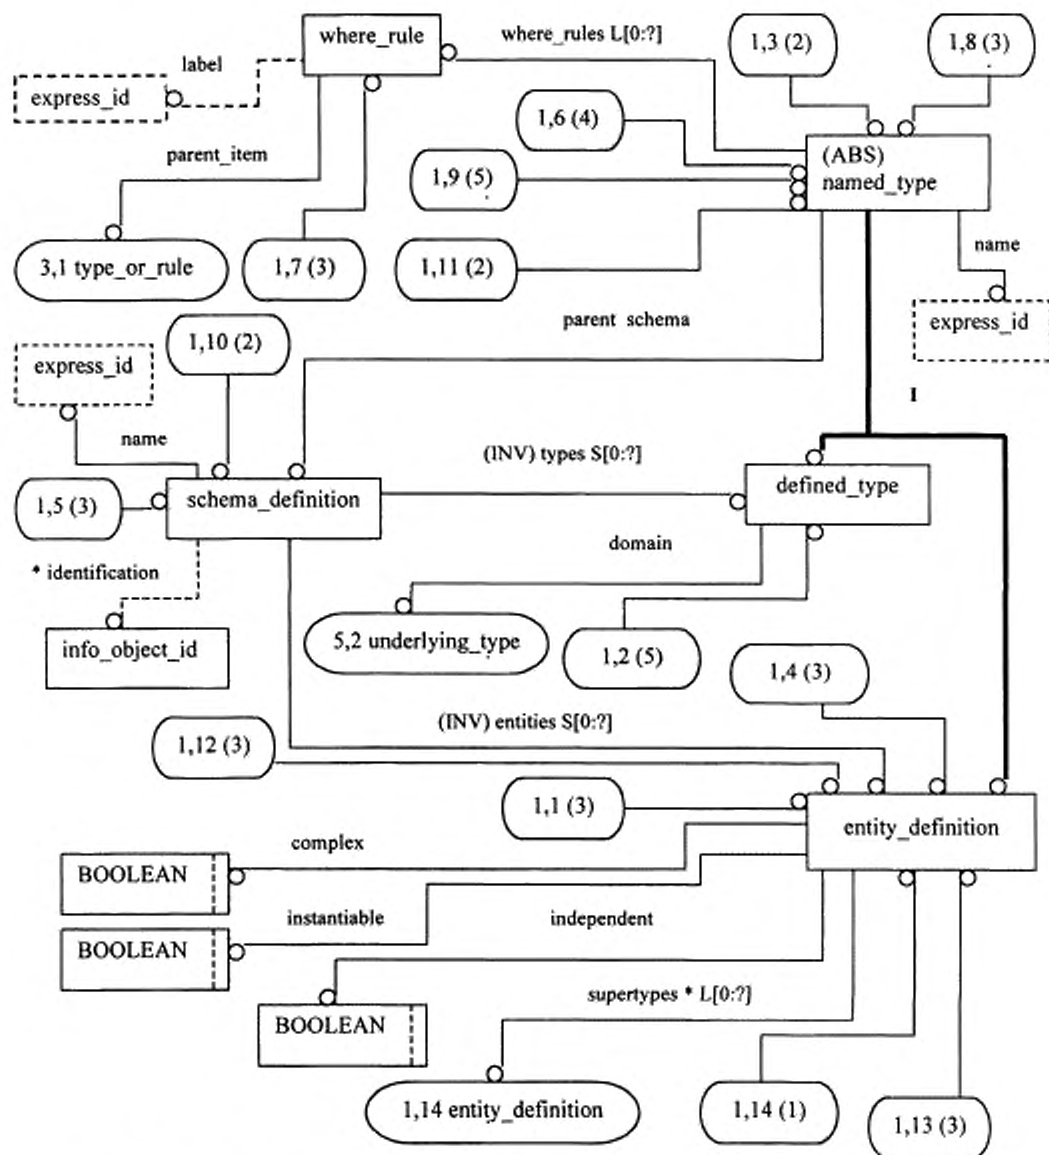 where_rule
where_rules L[0:?]
1,3 (2)
1,8 (3)
label
express_id
1,6 (4)
parent_item
(ABS)
named_type
1,9 (5)
name
3,1 type_or_rule
1,7 (3)
1,11 (2)
parent schema
express_id
1,10 (2)
express_id
I
name
(INV) types S[0:?]
1,5 (3)
schema_definition
defined_type
domain
* identification
info_object_id
5,2 underlying_type
1,2 (5)
1,4 (3)
(INV) entities S[0:?]
1,12 (3)
1,1 (3)
entity_definition
complex
BOOLEAN
instantiable
independent
BOOLEAN
supertypes * L[0:?]
BOOLEAN
1,14 entity_definition
1,14 (1)
1,13 (3)